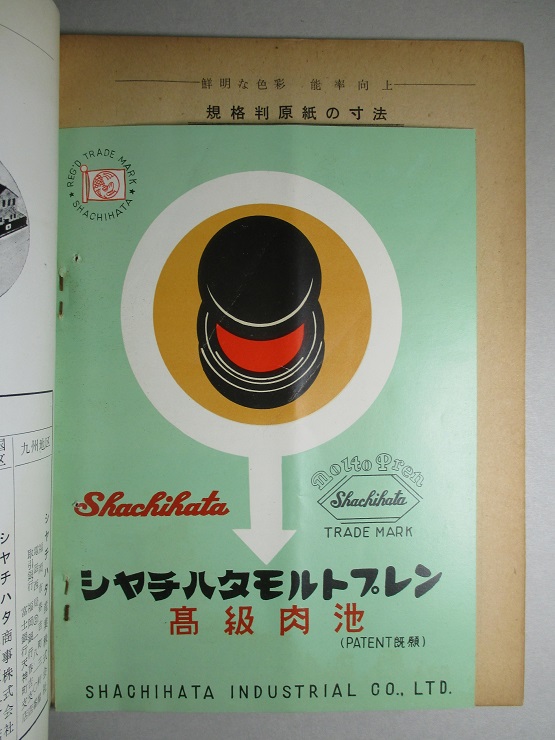 鮮明な色彩 能率向上
規格判原紙の寸法
REG'D TRADE MARK
SHACHIHATA
Shachihata
Molto Pren
Shachihata
TRADE MARK
シヤチハタモルトプレン
高級肉池
(PATENT既願)
SHACHIHATA INDUSTRIAL CO., LTD.
九州地区
シヤチハタ商事株式会社